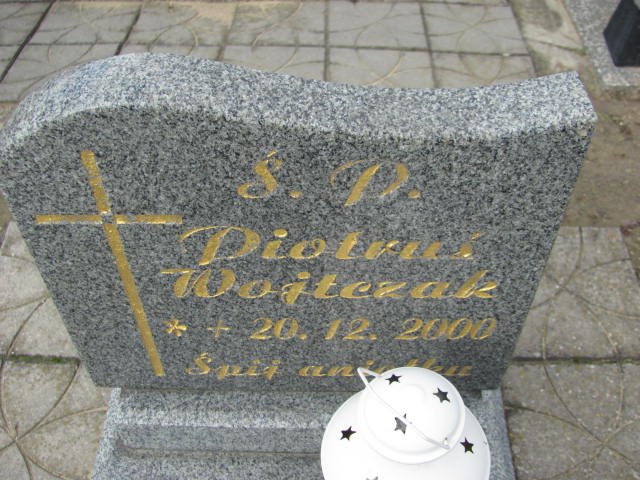 Ś. P.
Piotruś
Wojtczak
* + 20. 12. 2000
Śpij aniołku